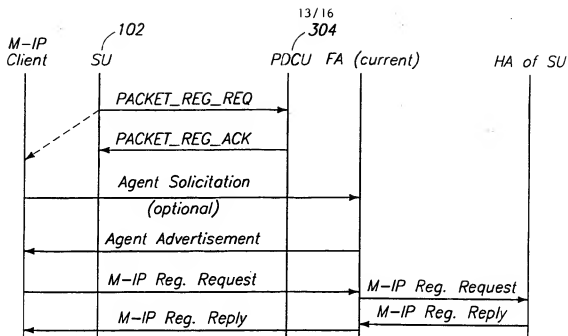 13/16
102
304
M-IP
Client
SU
PDCU
FA (current)
HA of SU
PACKET_REG_REQ
PACKET_REG_ACK
Agent Solicitation
(optional)
Agent Advertisement
M-IP Reg. Request
M-IP Reg. Request
M-IP Reg. Reply
M-IP Reg. Reply